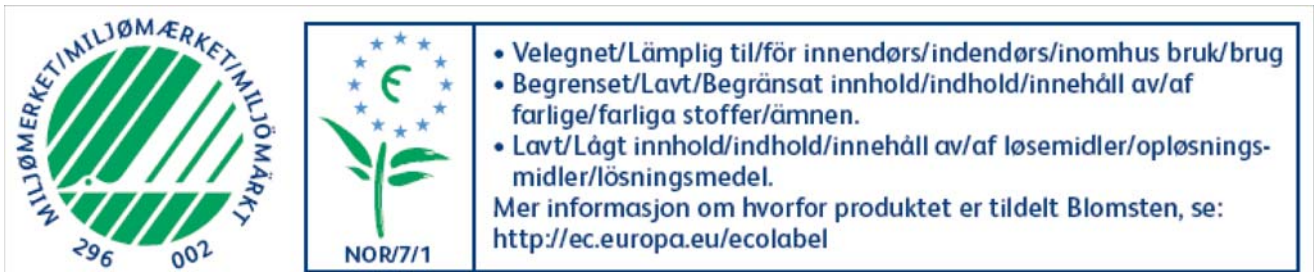 MILJØMERKET/MILJØMÆRKET/MILJÖMÄRKT
296 002
NOR/7/1
• Velegnet/Lämplig til/för innendørs/indendørs/inomhus bruk/brug
• Begrenset/Lavt/Begränsat innhold/indhold/innehåll av/af
farlige/farliga stoffer/ämnen.
• Lavt/Lågt innhold/indhold/innehåll av/af løsemidler/opløsnings-
midler/lösningsmedel.
Mer informasjon om hvorfor produktet er tildelt Blomsten, se:
http://ec.europa.eu/ecolabel